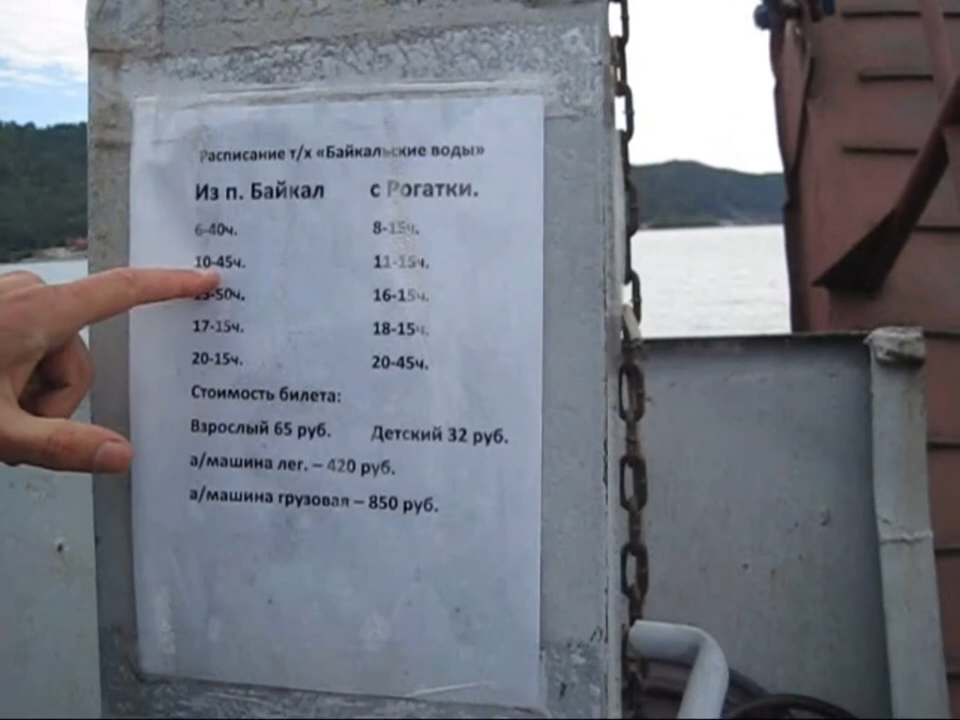 Расписание т/х «Байкальские воды»
Из п. Байкал с Рогатки.
6-40ч. 8-15ч.
10-45ч. 11-15ч.
15-50ч. 16-15ч.
17-15ч. 18-15ч.
20-15ч. 20-45ч.
Стоимость билета:
Взрослый 65 руб. Детский 32 руб.
а/машина лег. – 420 руб.
а/машина грузовая – 850 руб.